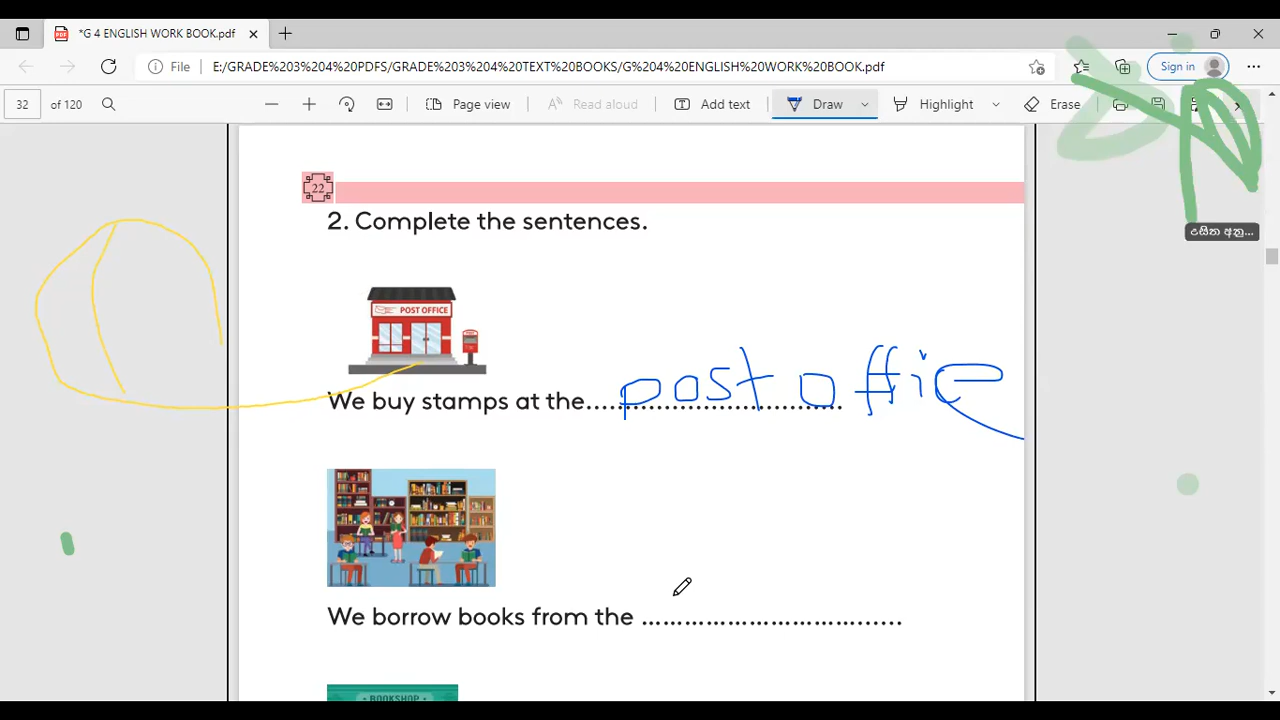 *G 4 ENGLISH WORK BOOK.pdf
File E:/GRADE%203%204%20PDFS/GRADE%203%204%20TEXT%20BOOKS/G%204%20ENGLISH%20WORK%20BOOK.pdf Sign in
32 of 120 Page view Read aloud Add text Draw Highlight Erase
22
2. Complete the sentences.
උසිත අනු...
POST OFFICE
We buy stamps at the.................................. post offie
We borrow books from the ....................................
BOOKSHOP